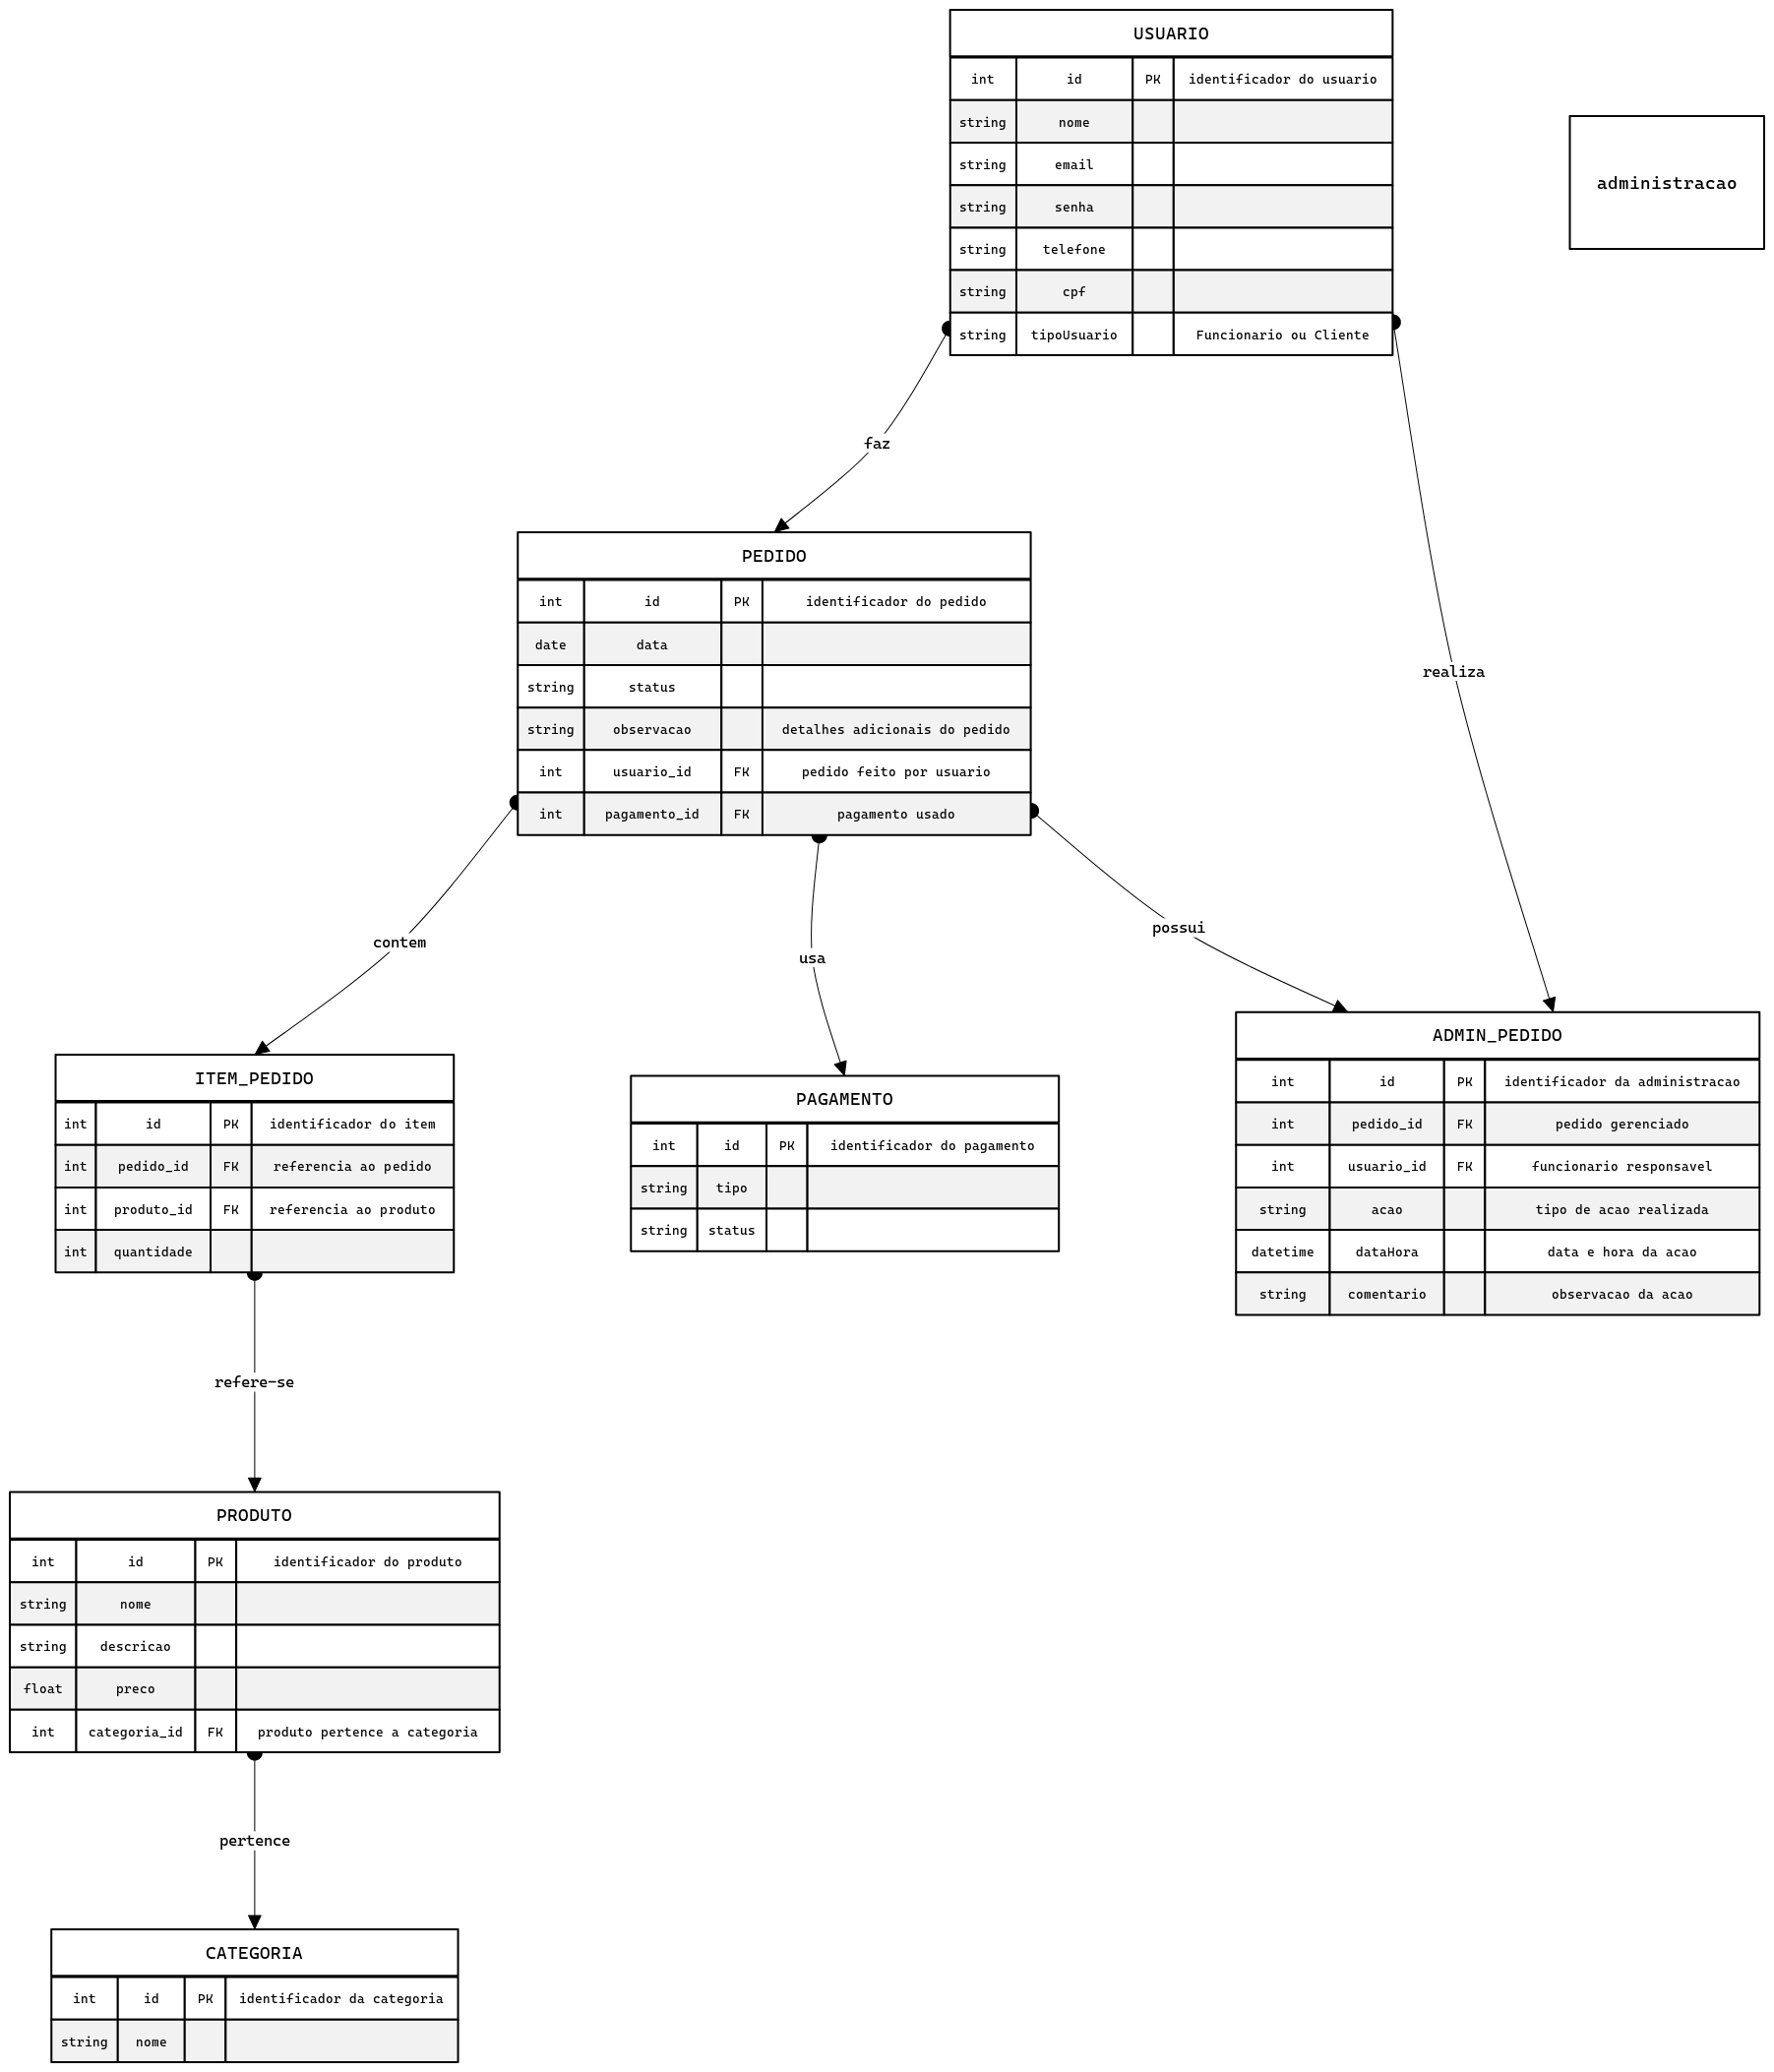 USUARIO
int id PK identificador do usuario
string nome
string email
string senha
string telefone
string cpf
string tipoUsuario Funcionario ou Cliente
administracao
faz
realiza
PEDIDO
int id PK identificador do pedido
date data
string status
string observacao detalhes adicionais do pedido
int usuario_id FK pedido feito por usuario
int pagamento_id FK pagamento usado
contem
usa
possui
ITEM_PEDIDO
int id PK identificador do item
int pedido_id FK referencia ao pedido
int produto_id FK referencia ao produto
int quantidade
PAGAMENTO
int id PK identificador do pagamento
string tipo
string status
ADMIN_PEDIDO
int id PK identificador da administracao
int pedido_id FK pedido gerenciado
int usuario_id FK funcionario responsavel
string acao tipo de acao realizada
datetime dataHora data e hora da acao
string comentario observacao da acao
refere-se
PRODUTO
int id PK identificador do produto
string nome
string descricao
float preco
int categoria_id FK produto pertence a categoria
pertence
CATEGORIA
int id PK identificador da categoria
string nome